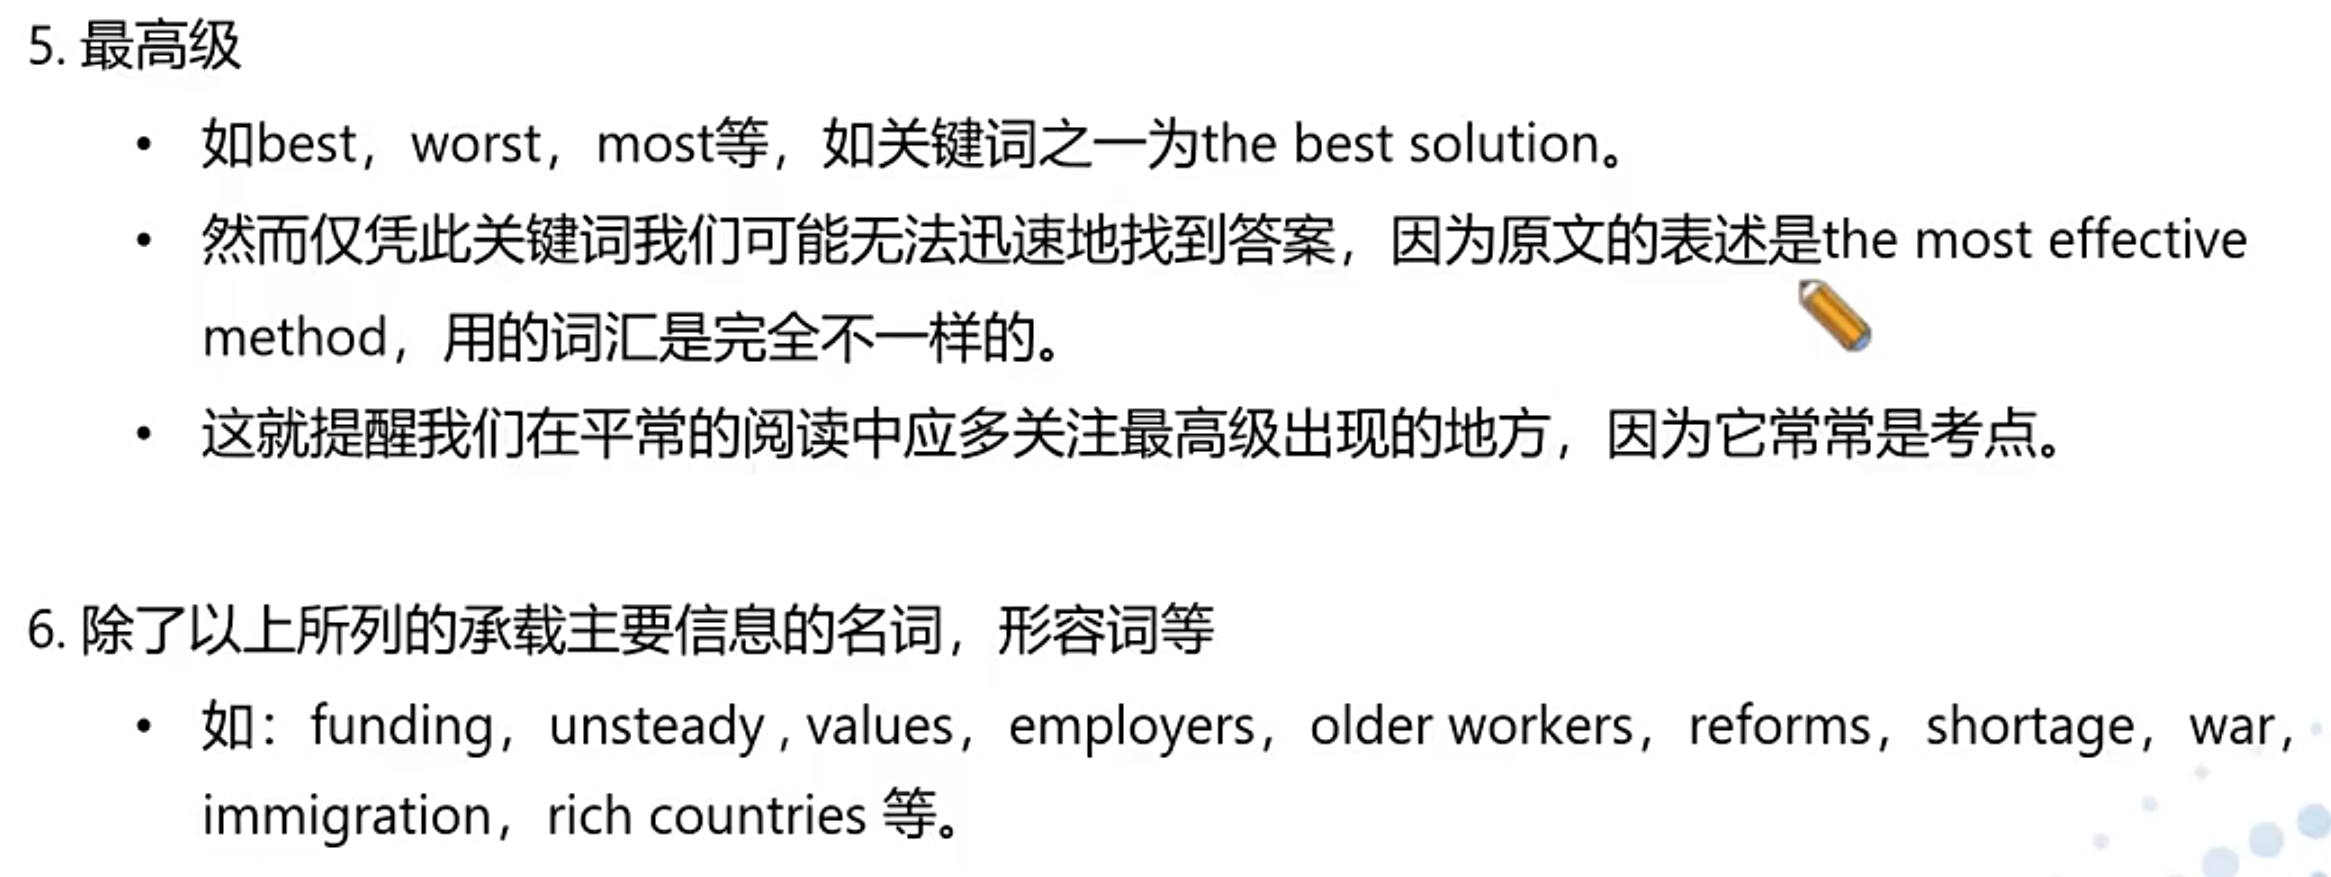 5. 最高级
• 如best，worst，most等，如关键词之一为the best solution。
• 然而仅凭此关键词我们可能无法迅速地找到答案，因为原文的表述是the most effective
method，用的词汇是完全不一样的。
• 这就提醒我们在平常的阅读中应多关注最高级出现的地方，因为它常常是考点。
6. 除了以上所列的承载主要信息的名词，形容词等
• 如：funding，unsteady , values，employers，older workers，reforms，shortage，war，
immigration，rich countries 等。